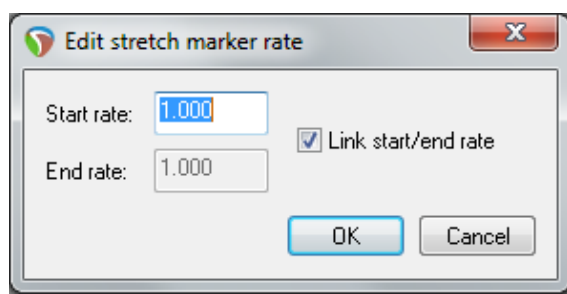 Edit stretch marker rate
Start rate: 1.000
Link start/end rate
End rate: 1.000
OK Cancel